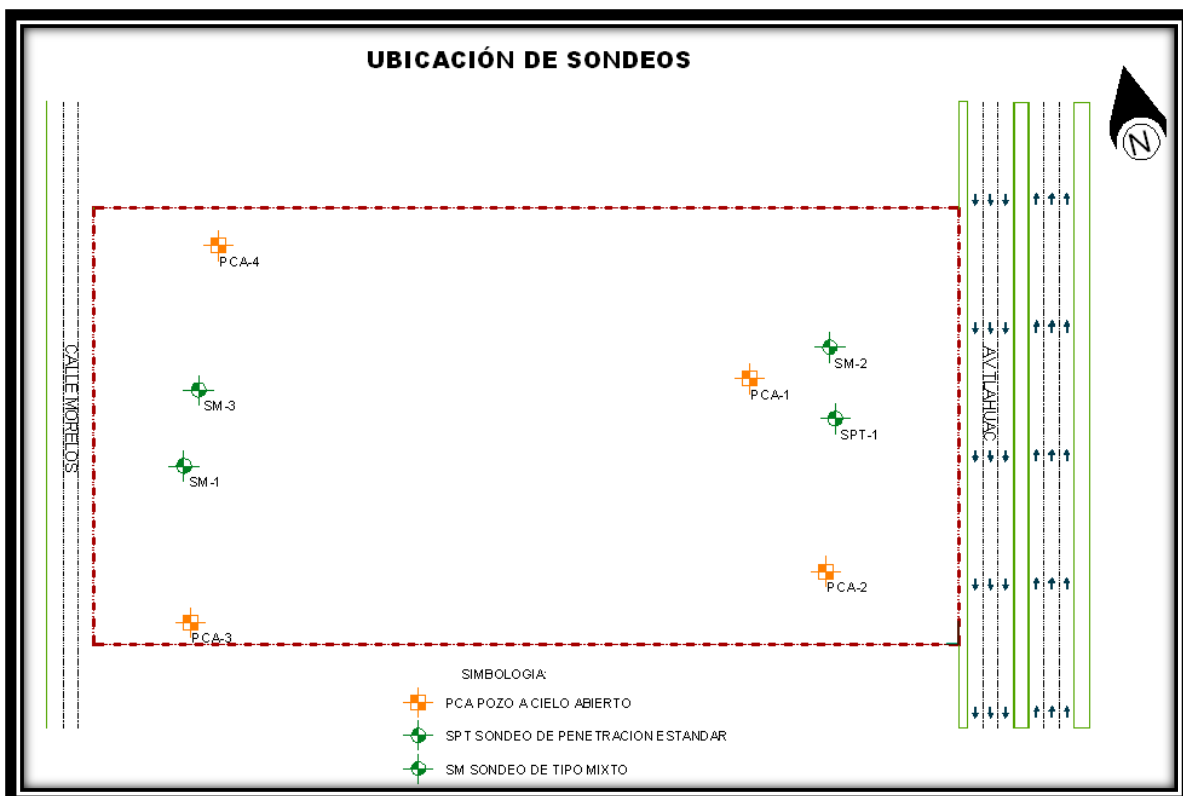 UBICACIÓN DE SONDEOS
N
PCA-4
SM-2
PCA-1
SM-3
SPT-1
CALLE MORELOS
AV TLAHUAC
SM-1
PCA-2
PCA-3
SIMBOLOGIA:
PCA POZO A CIELO ABIERTO
SPT SONDEO DE PENETRACION ESTANDAR
SM SONDEO DE TIPO MIXTO